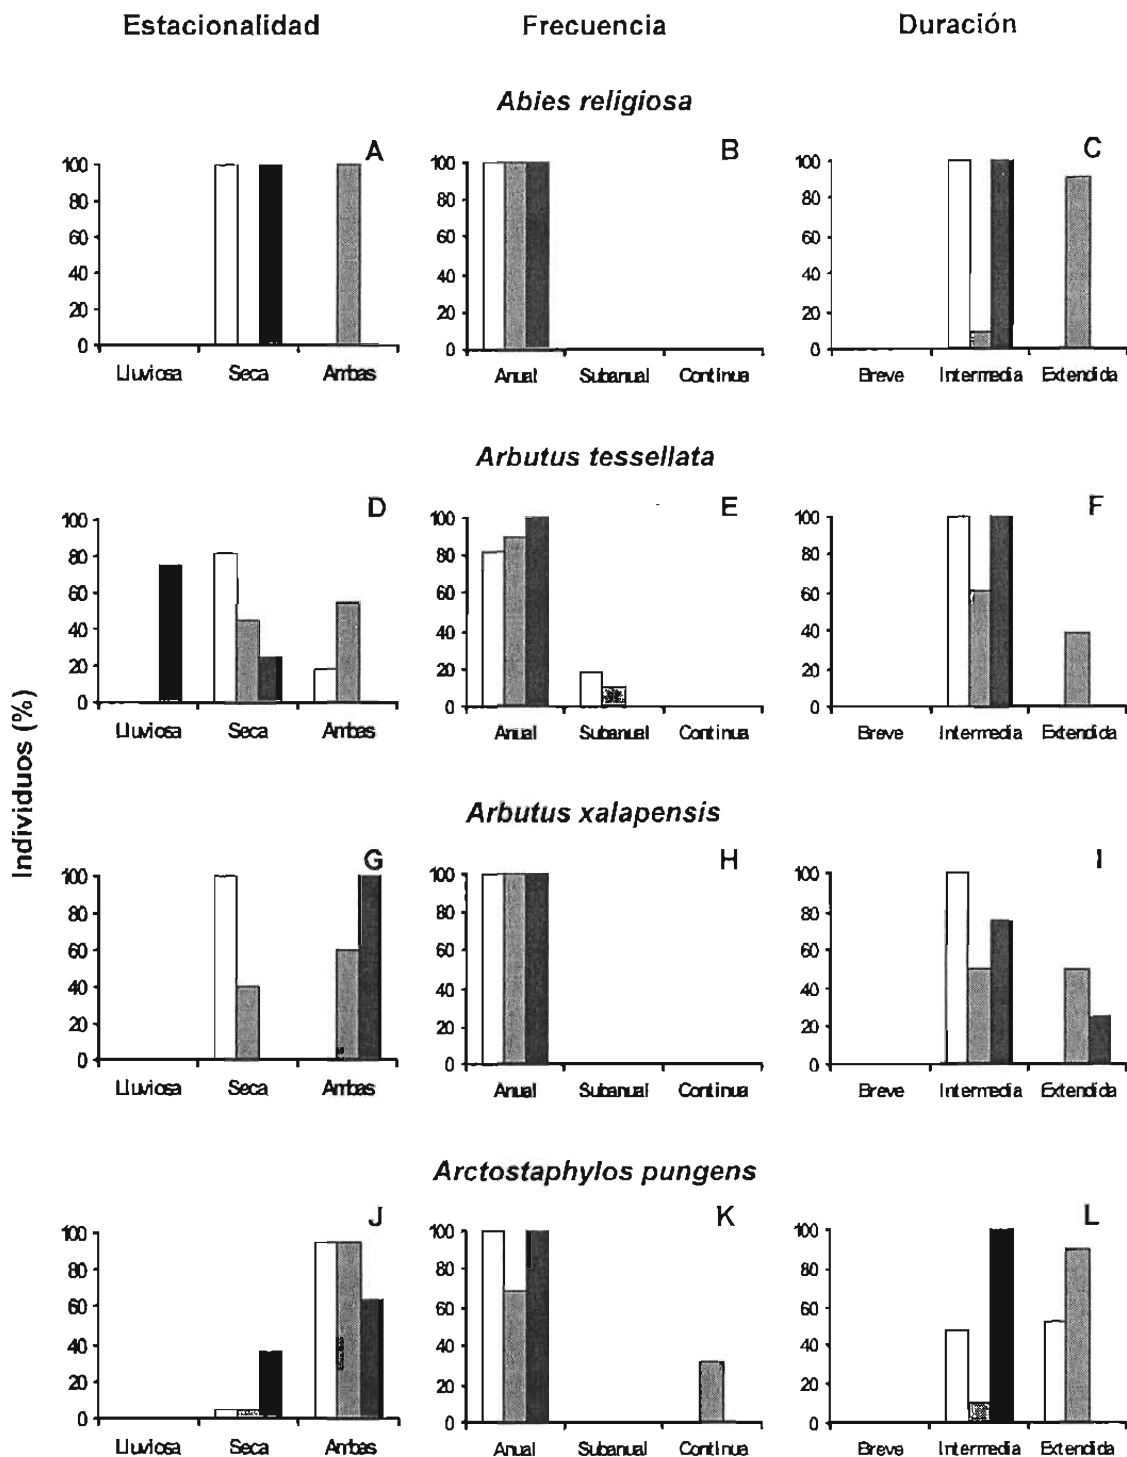 Estacionalidad Frecuencia Duración
Abies religiosa
A B C
100 100 100
80 80 80
60 60 60
40 40 40
20 20 20
0 0 0
Lluviosa Seca Ambas Anual Subanual Continua Breve Intermedia Extendida
Arbutus tessellata
D E F
100 100 100
80 80 80
60 60 60
40 40 40
20 20 20
0 0 0
Lluviosa Seca Ambas Anual Subanual Continua Breve Intermedia Extendida
Individuos (%)
Arbutus xalapensis
G H I
100 100 100
80 80 80
60 60 60
40 40 40
20 20 20
0 0 0
Lluviosa Seca Ambas Anual Subanual Continua Breve Intermedia Extendida
Arctostaphylos pungens
J K L
100 100 100
80 80 80
60 60 60
40 40 40
20 20 20
0 0 0
Lluviosa Seca Ambas Anual Subanual Continua Breve Intermedia Extendida